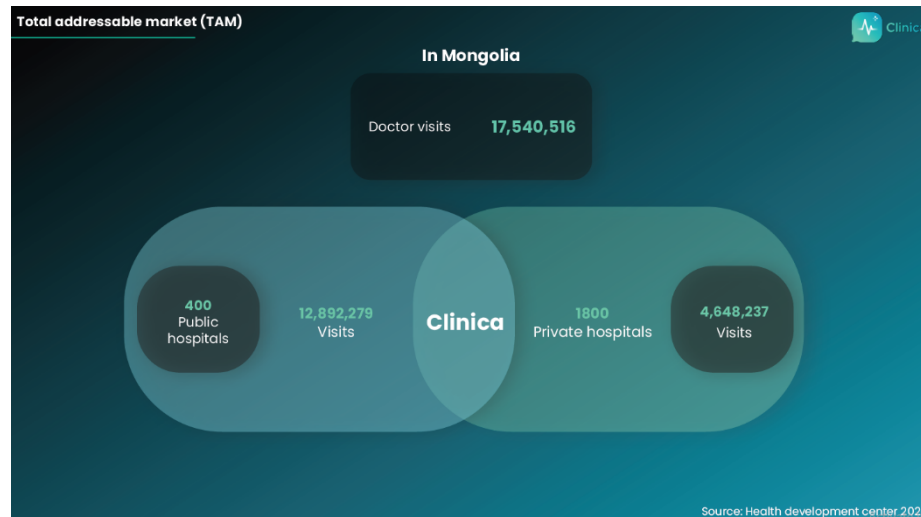 Total addressable market (TAM)
Clinica
In Mongolia
Doctor visits 17,540,516
400
Public
hospitals
12,892,279
Visits
Clinica
1800
Private hospitals
4,648,237
Visits
Source: Health development center 202